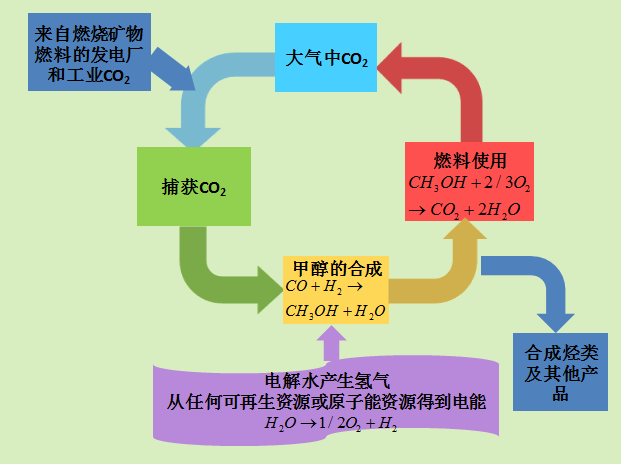 来自燃烧矿物
燃料的发电厂
和工业CO₂
大气中CO₂
捕获CO₂
燃料使用
CH₃OH + 2 / 3O₂
→ CO₂ + 2H₂O
甲醇的合成
CO + H₂ →
CH₃OH + H₂O
合成烃类
及其他产
品
电解水产生氢气
从任何可再生资源或原子能资源得到电能
H₂O → 1 / 2O₂ + H₂